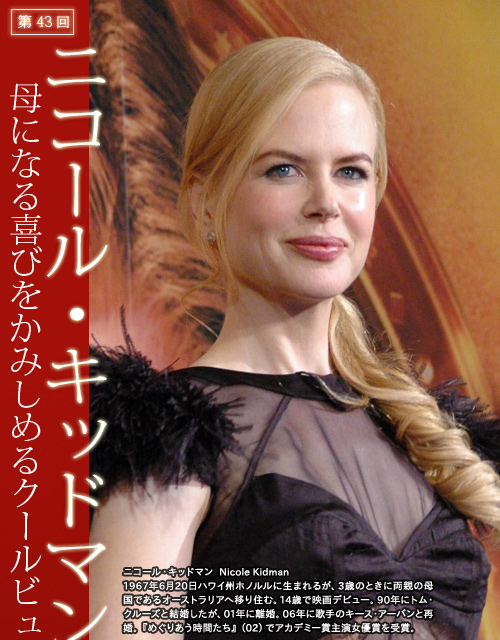 第43回
ニコール・キッドマン
母になる喜びをかみしめるクールビュ
ニコール・キッドマン Nicole Kidman
1967年6月20日ハワイ州ホノルルに生まれるが、3歳のときに両親の母
国であるオーストラリアへ移り住む。14歳で映画デビュー。90年にトム・
クルーズと結婚したが、01年に離婚。06年に歌手のキース・アーバンと再
婚。『めぐりあう時間たち』(02)でアカデミー賞主演女優賞を受賞。